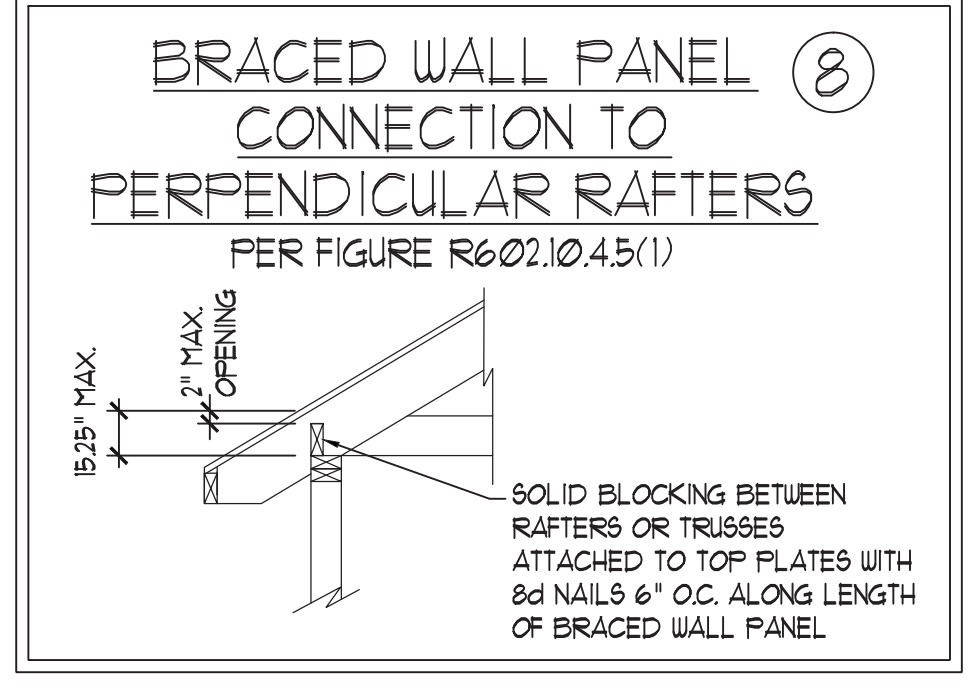 BRACED WALL PANEL
8
CONNECTION TO
PERPENDICULAR RAFTERS
PER FIGURE R602.10.4.5(1)
15.25" MAX.
2" MAX.
OPENING
SOLID BLOCKING BETWEEN
RAFTERS OR TRUSSES
ATTACHED TO TOP PLATES WITH
8d NAILS 6" O.C. ALONG LENGTH
OF BRACED WALL PANEL